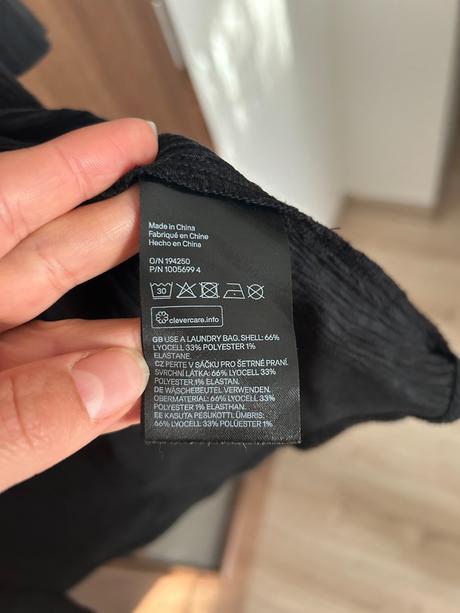 Made in China
Fabriqué en Chine
Hecho en China
O/N 194250
P/N 1005699 4
30
clevercare.info
GB USE A LAUNDRY BAG. SHELL: 66%
LYOCELL 33% POLYESTER 1%
ELASTANE
CZ PERTE V SÁČKU PRO ŠETRNÉ PRANÍ.
SVRCHNÍ LÁTKA: 66% LYOCELL 33%
POLYESTER 1% ELASTAN.
DE WÄSCHEBEUTEL VERWENDEN.
OBERMATERIAL: 66% LYOCELL 33%
POLYESTER 1% ELASTHAN.
EE KASUTA PESUKOTTI. ÜMBRIS:
66% LYOCELL 33% POLÜESTER 1%